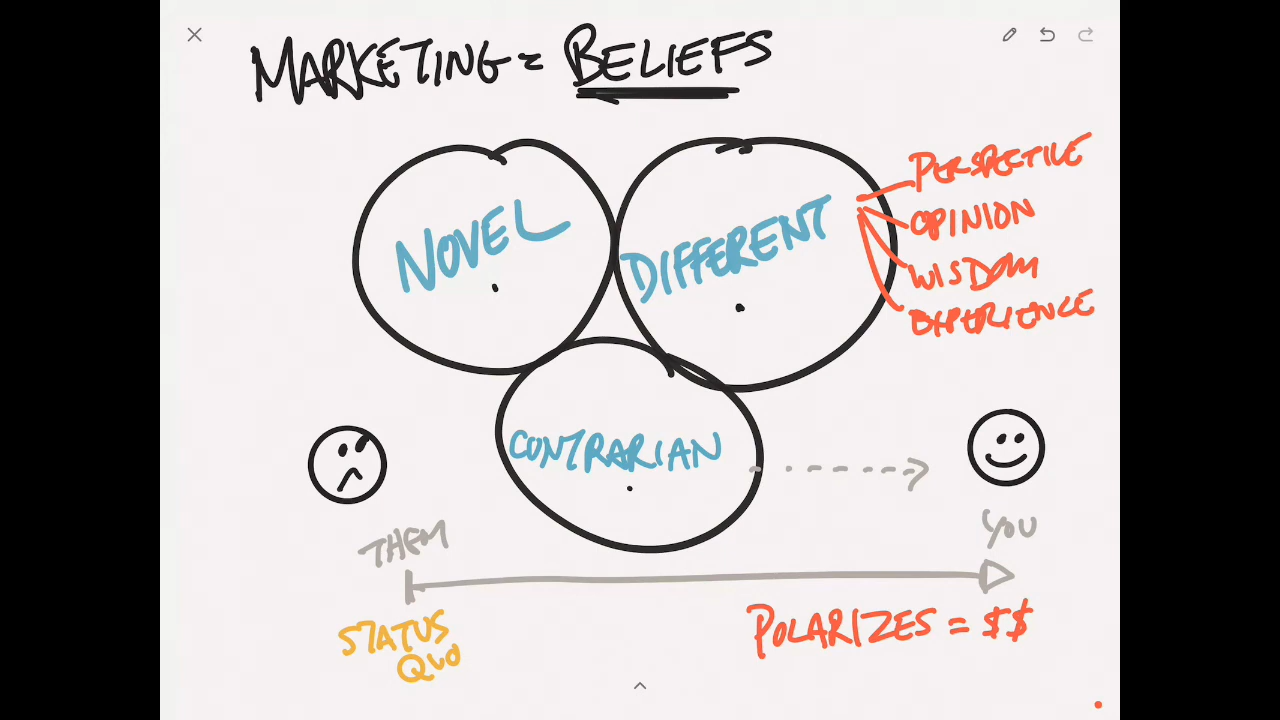 MARKETING = BELIEFS
NOVEL
DIFFERENT
PERSPECTIVE
OPINION
WISDOM
EXPERIENCE
CONTRARIAN
THEM
YOU
STATUS
QUO
POLARIZES = $$